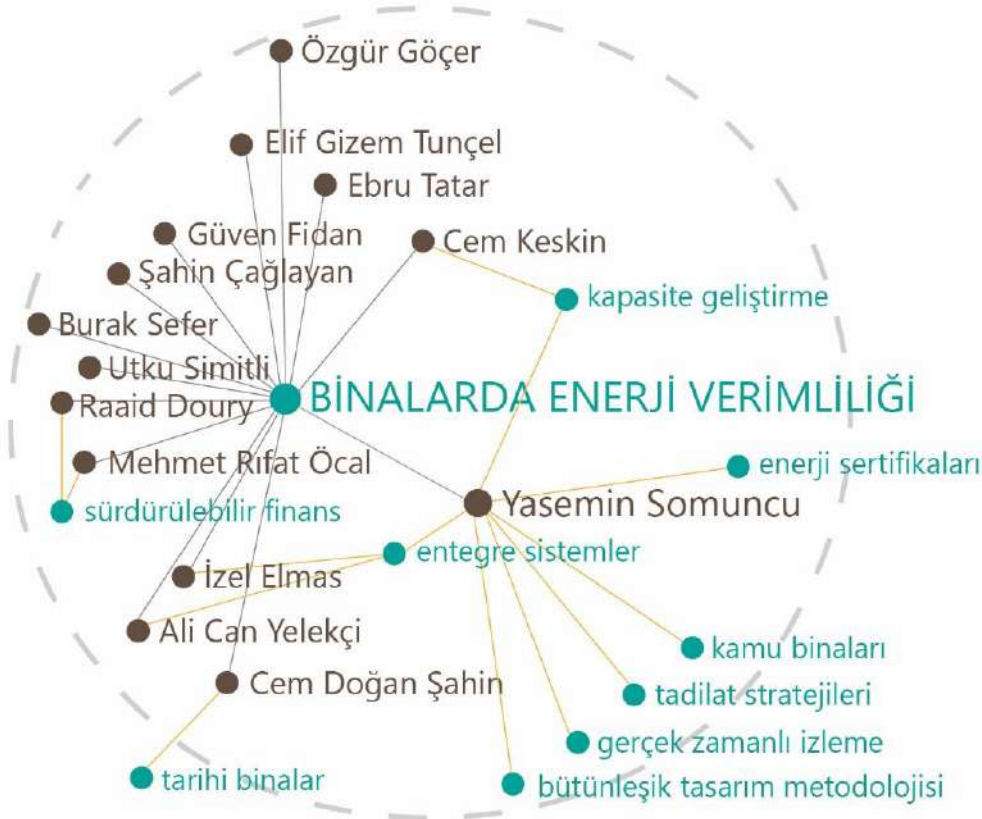 Özgür Göçer
Elif Gizem Tunçel
Ebru Tatar
Güven Fidan
Cem Keskin
Şahin Çağlayan
kapasite geliştirme
Burak Sefer
Utku Simitli
BİNALARDA ENERJİ VERİMLİLİĞİ
Raaid Doury
Mehmet Rıfat Öcal
enerji sertifikaları
Yasemin Somuncu
sürdürülebilir finans
entegre sistemler
İzel Elmas
Ali Can Yelekçi
kamu binaları
Cem Doğan Şahin
tadilat stratejileri
gerçek zamanlı izleme
tarihi binalar
bütünleşik tasarım metodolojisi